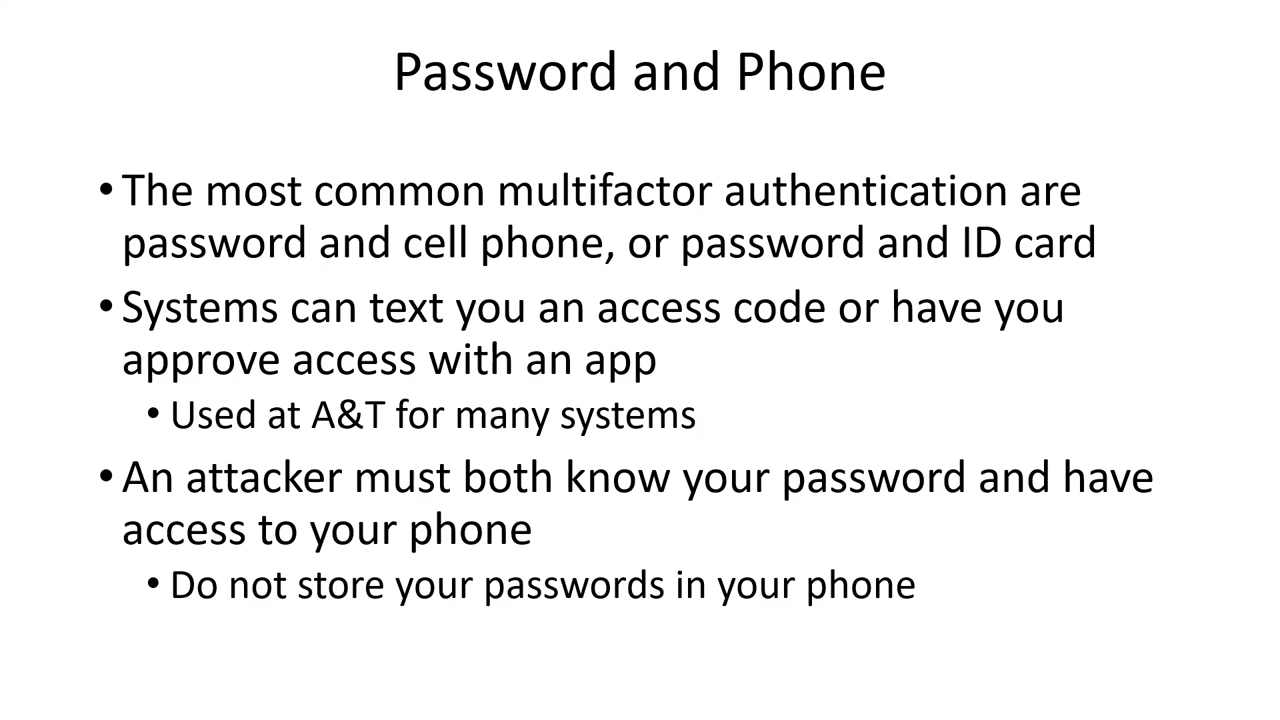 Password and Phone
• The most common multifactor authentication are
password and cell phone, or password and ID card
• Systems can text you an access code or have you
approve access with an app
• Used at A&T for many systems
• An attacker must both know your password and have
access to your phone
• Do not store your passwords in your phone